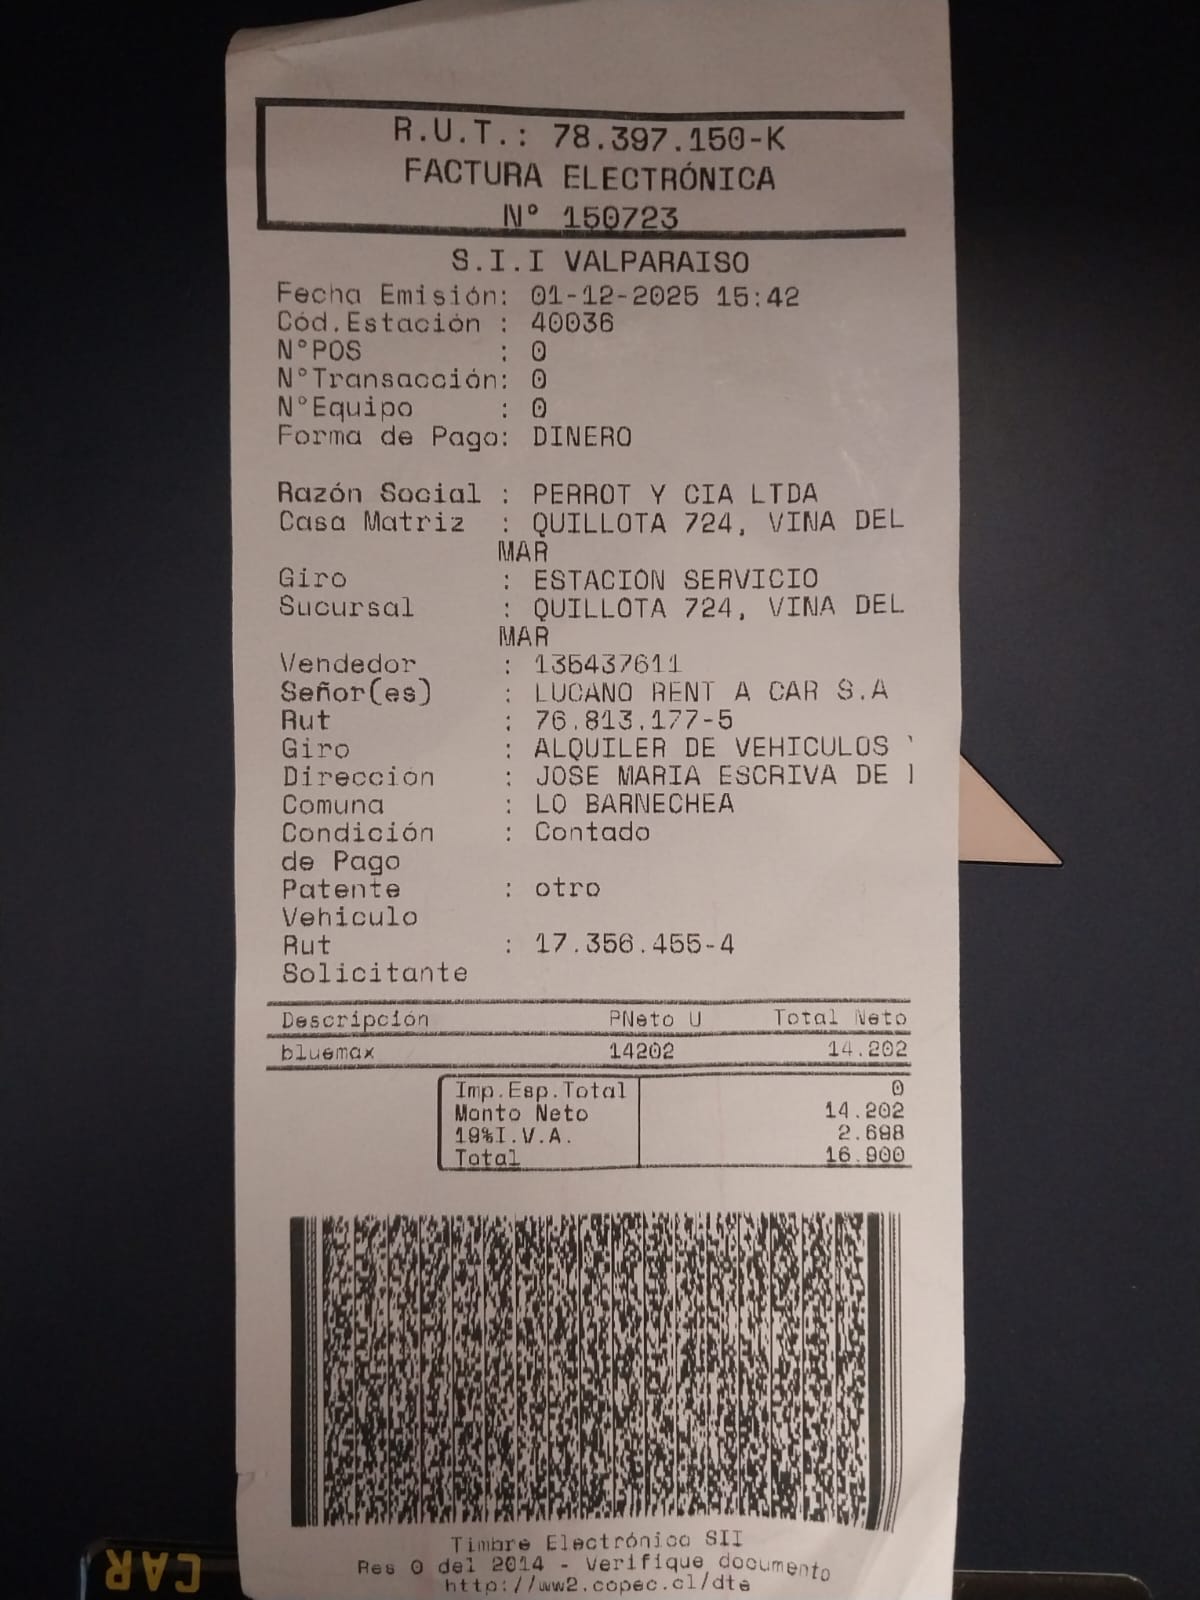 R.U.T.: 78.397.150-K
FACTURA ELECTRÓNICA
N° 150723
S.I.I VALPARAISO
Fecha Emisión: 01-12-2025 15:42
Cód.Estación : 40036
N°POS : 0
N°Transacción: 0
N°Equipo : 0
Forma de Pago: DINERO
Razón Social : PERROT Y CIA LTDA
Casa Matriz : QUILLOTA 724, VINA DEL
MAR
Giro : ESTACION SERVICIO
Sucursal : QUILLOTA 724, VINA DEL
MAR
Vendedor : 135437611
Señor(es) : LUCANO RENT A CAR S.A
Rut : 76.813.177-5
Giro : ALQUILER DE VEHICULOS
Dirección : JOSE MARIA ESCRIVA DE
Comuna : LO BARNECHEA
Condición : Contado
de Pago
Patente : otro
Vehiculo
Rut : 17.356.455-4
Solicitante
Descripción PNeto U Total Neto
bluemax 14202 14.202
Imp.Esp.Total 0
Monto Neto 14.202
19%I.V.A. 2.698
Total 16.900
Timbre Electrónico SII
Res 0 del 2014 - Verifique documento
http://ww2.copec.cl/dte
CAR